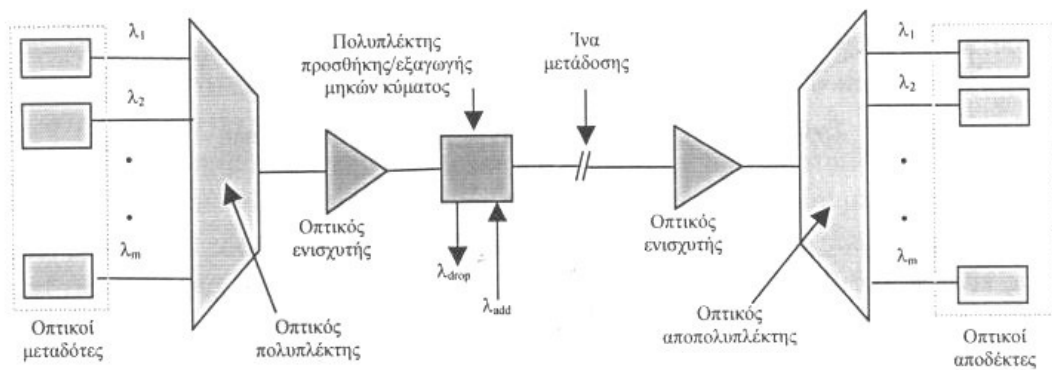 λ1
λ2
λm
Οπτικοί
μεταδότες
Οπτικός
πολυπλέκτης
Οπτικός
ενισχυτής
Πολυπλέκτης
προσθήκης/εξαγωγής
μηκών κύματος
λdrop
λadd
Ίνα
μετάδοσης
Οπτικός
ενισχυτής
Οπτικός
αποπολυπλέκτης
λ1
λ2
λm
Οπτικοί
αποδέκτες